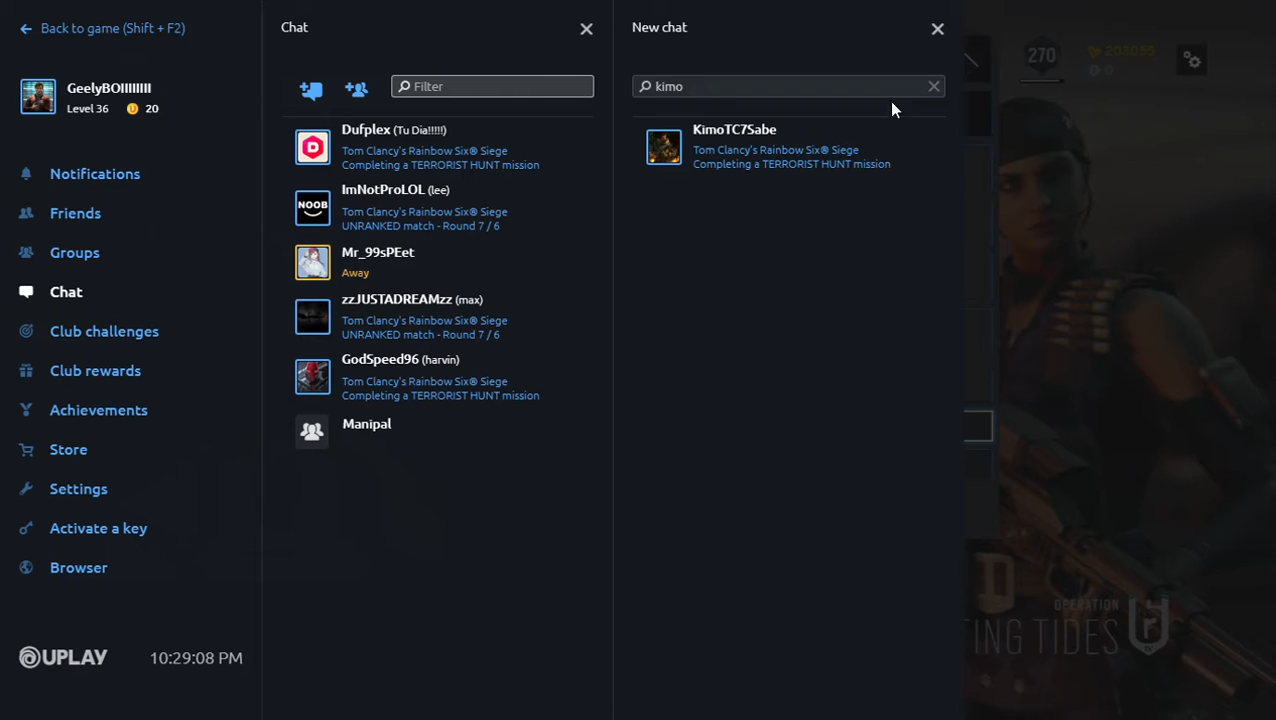 Back to game (Shift + F2)
GeelyBOIIIIIIII
Level 36 20
Notifications
Friends
Groups
Chat
Club challenges
Club rewards
Achievements
Store
Settings
Activate a key
Browser
UPLAY 10:29:08 PM
Chat
Filter
Dufplex (Tu Dia!!!!!)
Tom Clancy's Rainbow Six® Siege
Completing a TERRORIST HUNT mission
NOOB
ImNotProLOL (lee)
Tom Clancy's Rainbow Six® Siege
UNRANKED match - Round 7 / 6
Mr_99sPEet
Away
zzJUSTADREAMzz (max)
Tom Clancy's Rainbow Six® Siege
UNRANKED match - Round 7 / 6
GodSpeed96 (harvin)
Tom Clancy's Rainbow Six® Siege
Completing a TERRORIST HUNT mission
Manipal
New chat
kimo
KimoTC7Sabe
Tom Clancy's Rainbow Six® Siege
Completing a TERRORIST HUNT mission
270
203055
0
D
OPERATION
TING TIDES